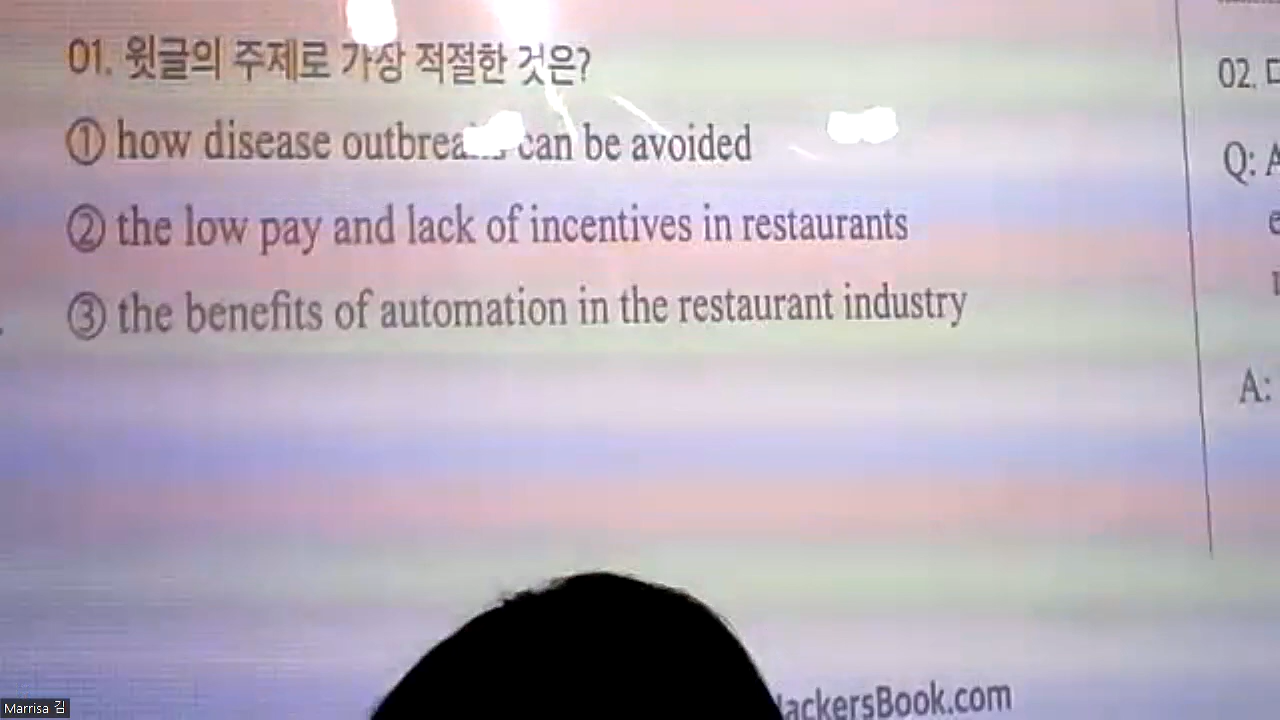 01. 윗글의 주제로 가장 적절한 것은?
① how disease can be avoided
② the low pay and lack of incentives in restaurants
③ the benefits of automation in the restaurant industry
02.
Q:
A:
ackersBook.com
Marrisa 김